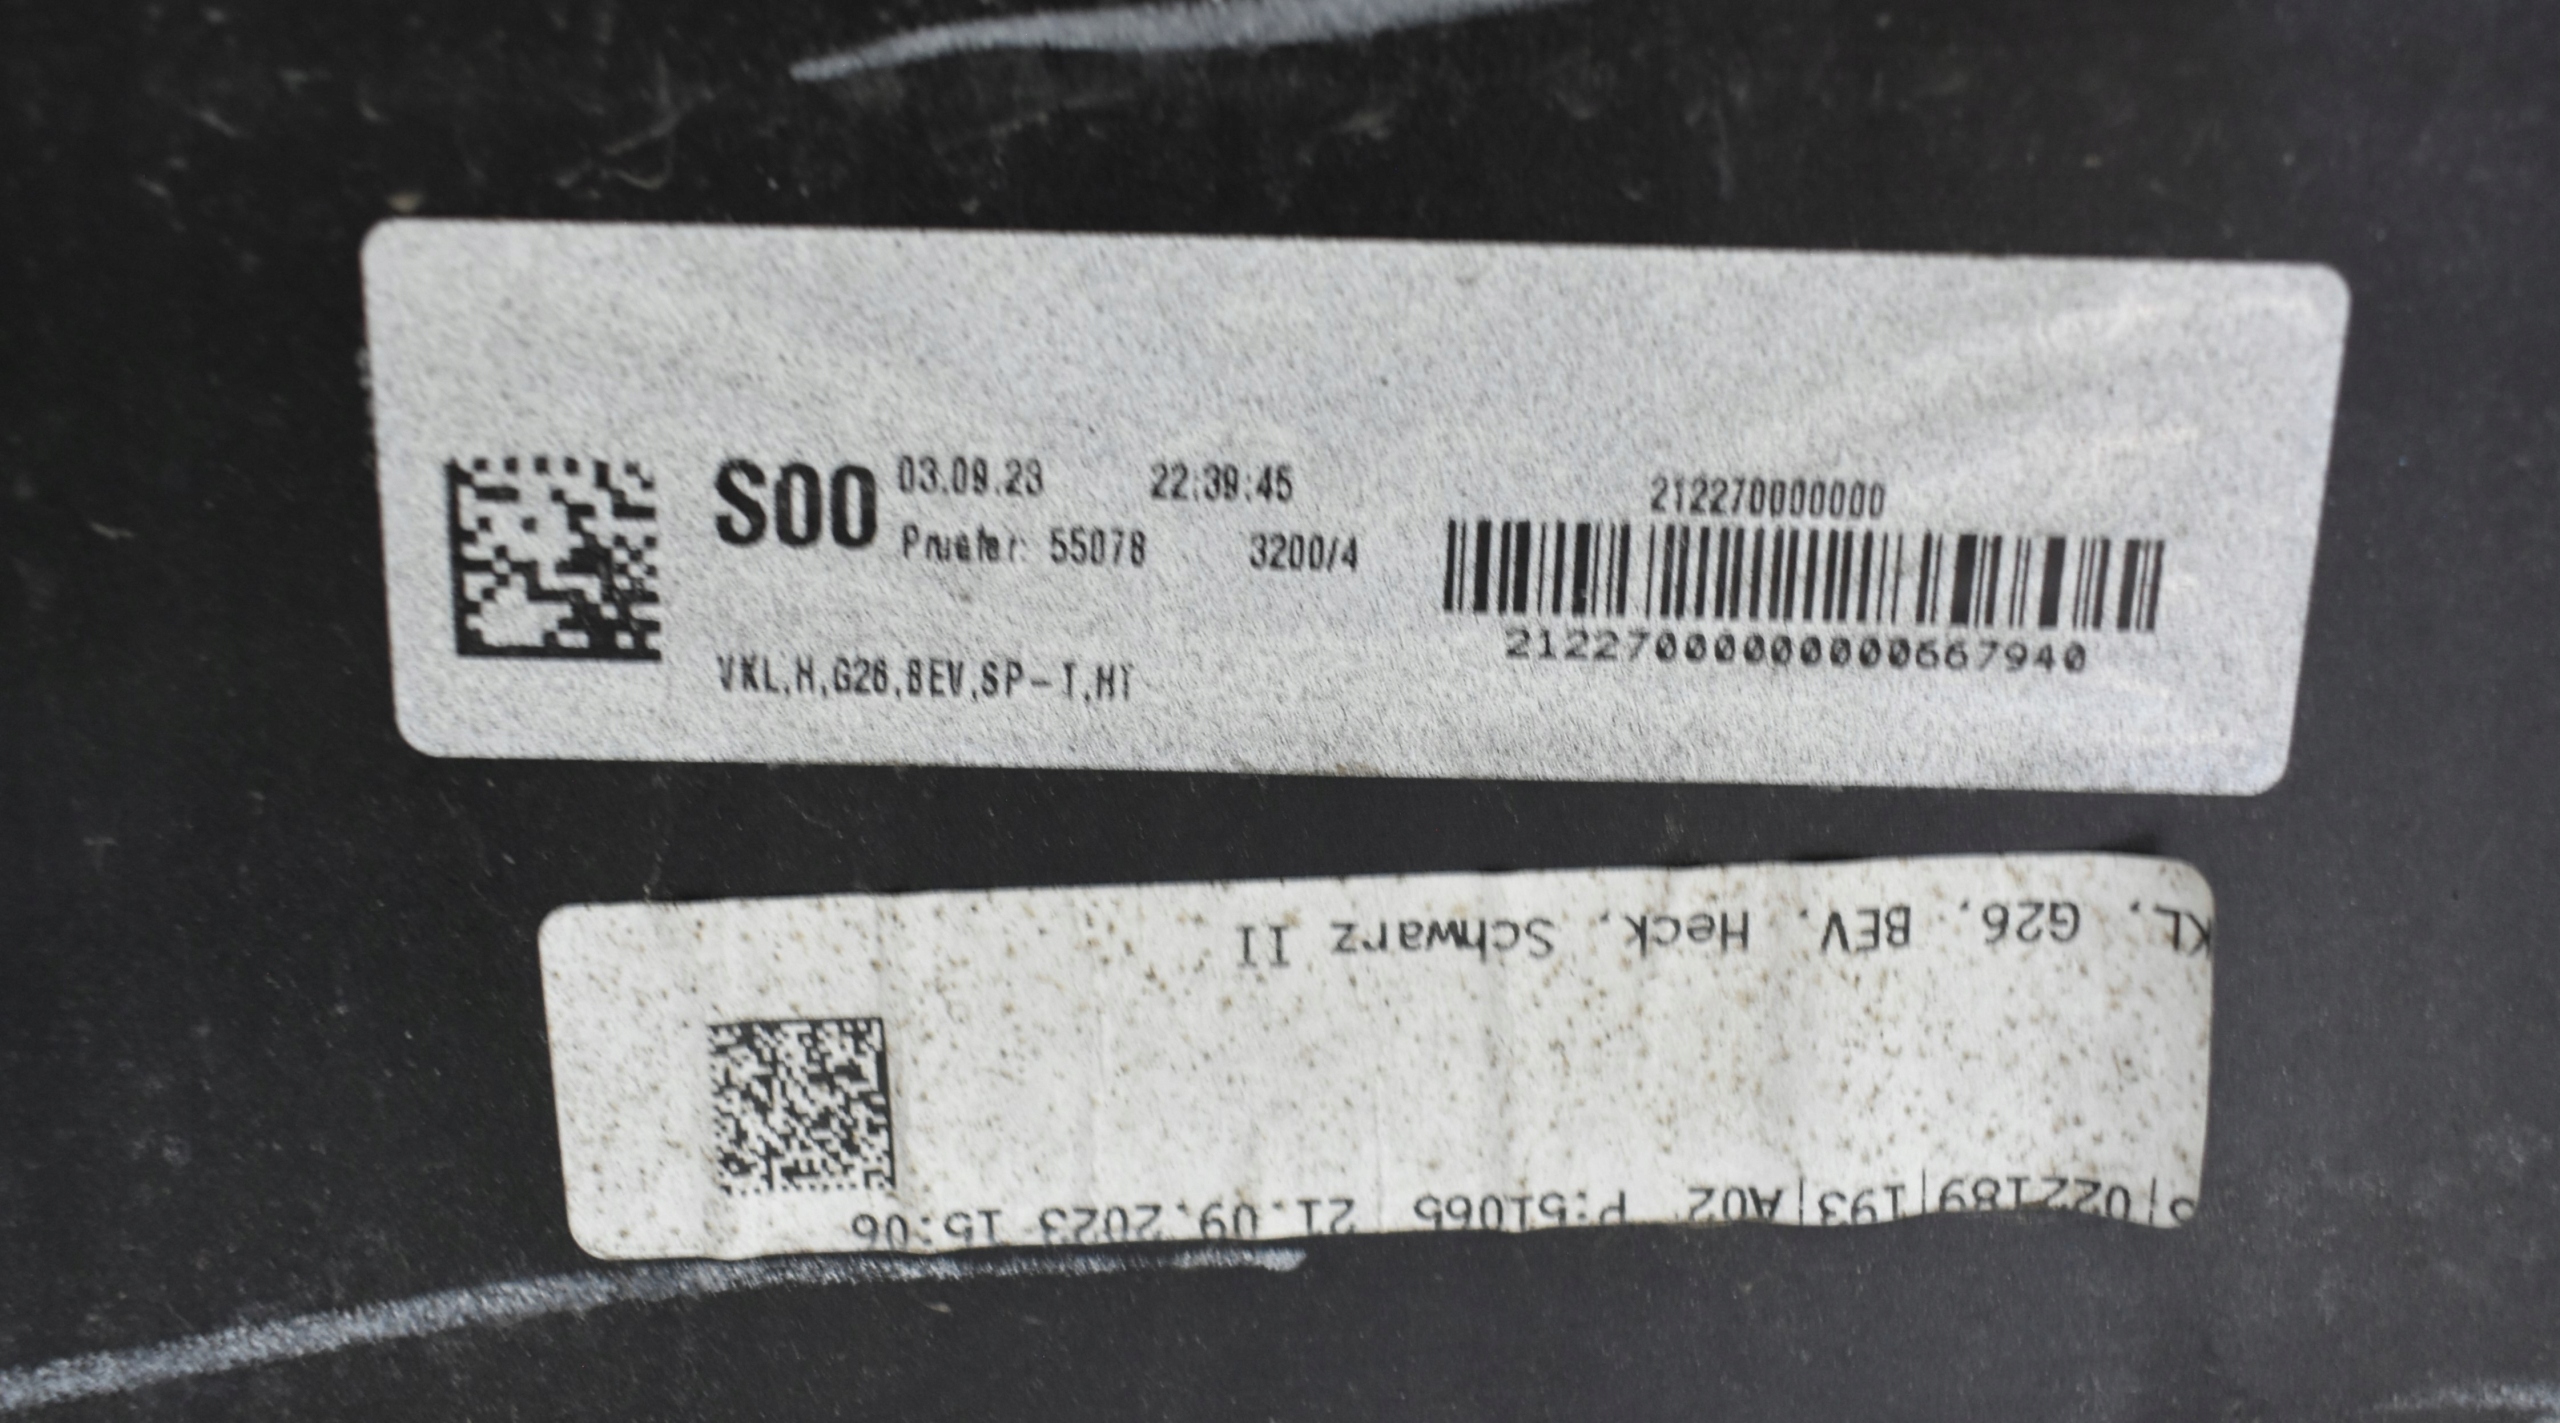 S00 03.09.23 22:39:45
Pruefer: 55078 3200/4
VKL,H,G26,BEV,SP-T,HT
212270000000
212270000000000667940
022189|193|A02 P:51065 21.09.2023 15:06
KL, G26, BEV, Heck, Schwarz II